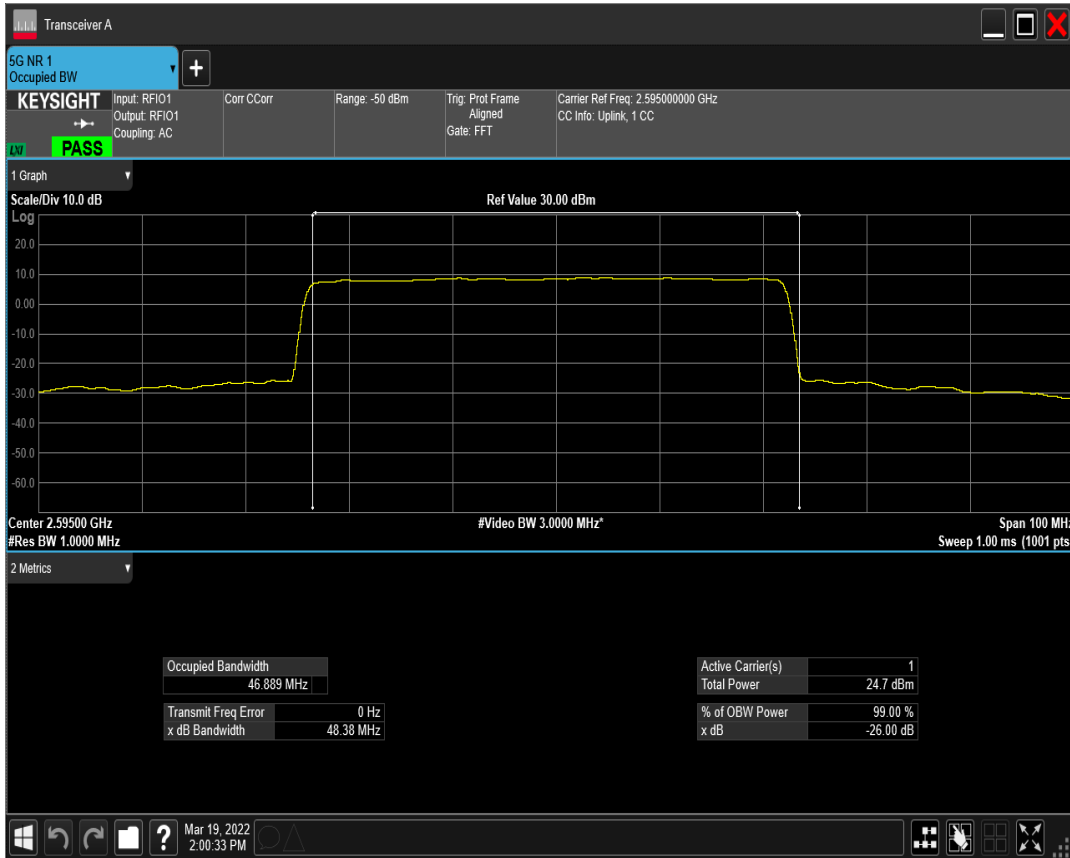 Transceiver A
5G NR 1
Occupied BW
KEYSIGHT
LXI
PASS
Input: RFIO1
Output: RFIO1
Coupling: AC
Corr CCorr
Range: -50 dBm
Trig: Prot Frame
Aligned
Gate: FFT
Carrier Ref Freq: 2.595000000 GHz
CC Info: Uplink, 1 CC
1 Graph
Scale/Div 10.0 dB
Ref Value 30.00 dBm
Log
20.0
10.0
0.00
-10.0
-20.0
-30.0
-40.0
-50.0
-60.0
Center 2.59500 GHz
#Video BW 3.0000 MHz*
Span 100 MHz
#Res BW 1.0000 MHz
Sweep 1.00 ms (1001 pts
2 Metrics
Occupied Bandwidth
46.889 MHz
Transmit Freq Error 0 Hz
x dB Bandwidth 48.38 MHz
Active Carrier(s) 1
Total Power 24.7 dBm
% of OBW Power 99.00 %
x dB -26.00 dB
?
Mar 19, 2022
2:00:33 PM